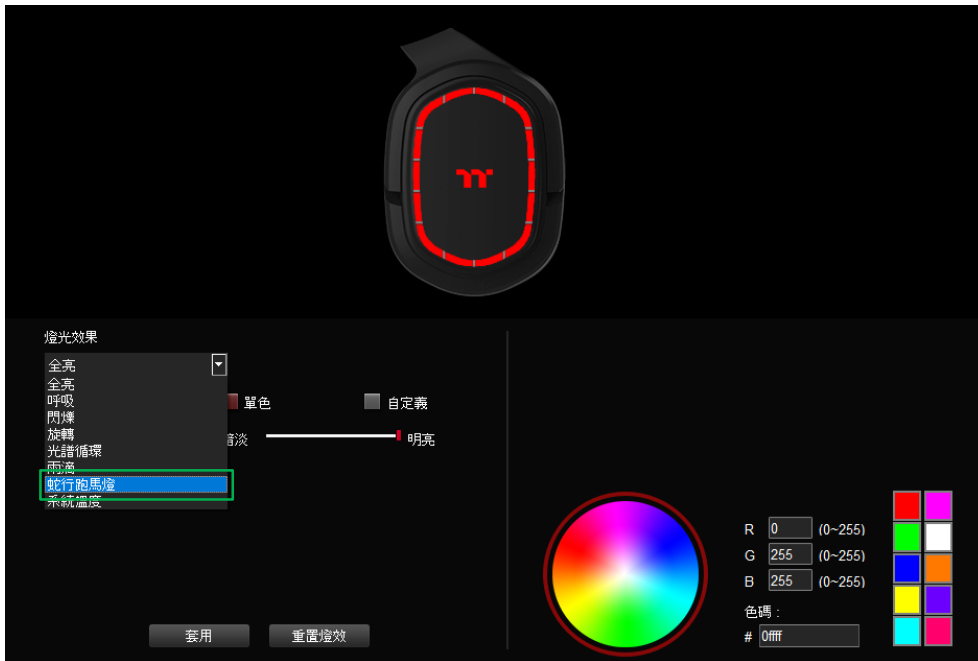 燈光效果
全亮
全亮
呼吸
閃爍
旋轉
光譜循環
雨滴
蛇行跑馬燈
系統溫度
單色
自定義
暗淡
明亮
R 0 (0~255)
G 255 (0~255)
B 255 (0~255)
色碼 :
# 0ffff
套用
重置燈效